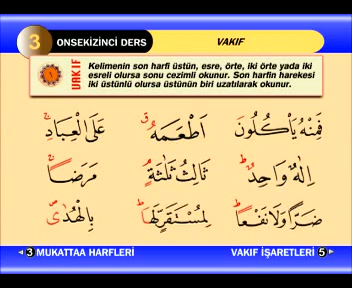 3 ONSEKİZİNCİ DERS VAKIF
VAKIF
Kelimenin son harfi üstün, esre, ötre, iki örte yada iki
esreli olursa sonu cezimli okunur. Son harfin harekesi
iki üstünlü olursa üstünün biri uzatılarak okunur.
فَمِنْهُ يَأْكُلُونَ اَطْعَمَهُ عَلَى الْعِبَادِ
اِلٰهٌ وَاحِدٌ ثَالِثُ ثَلٰثَةٍ مَرَضًا
ضَرًّا وَلَا نَفْعًا لِمُسْتَقَرٍّ لَهَا بِالْهُدٰى
3 MUKATTAA HARFLERİ VAKIF İŞARETLERİ 5